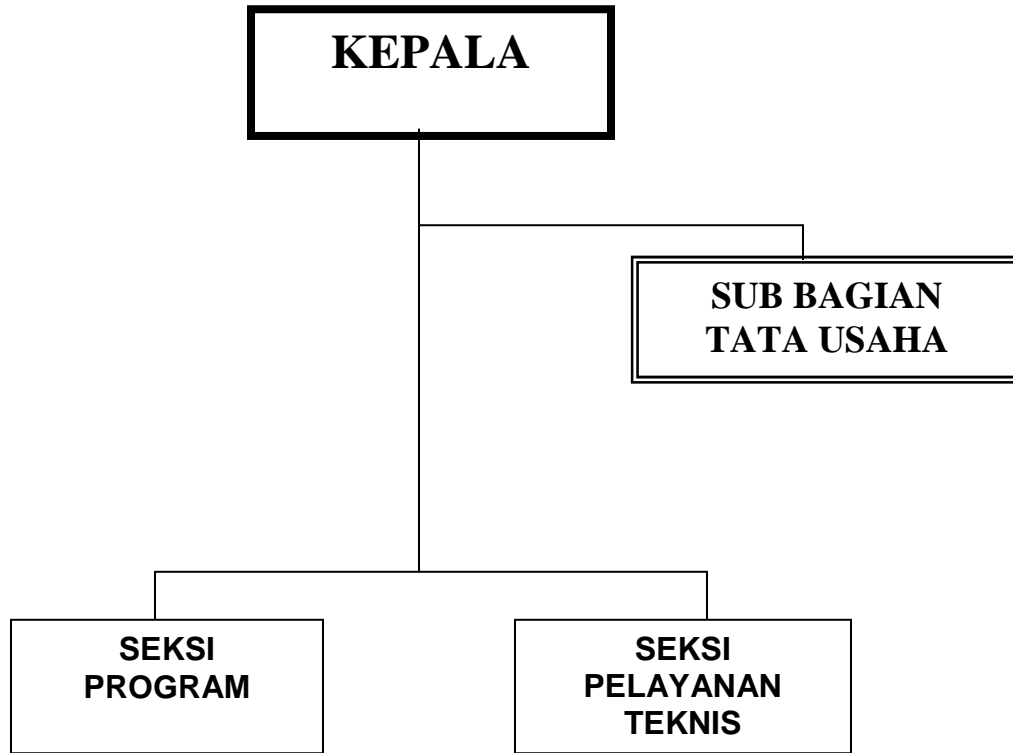 KEPALA
SUB BAGIAN
TATA USAHA
SEKSI
PROGRAM
SEKSI
PELAYANAN
TEKNIS